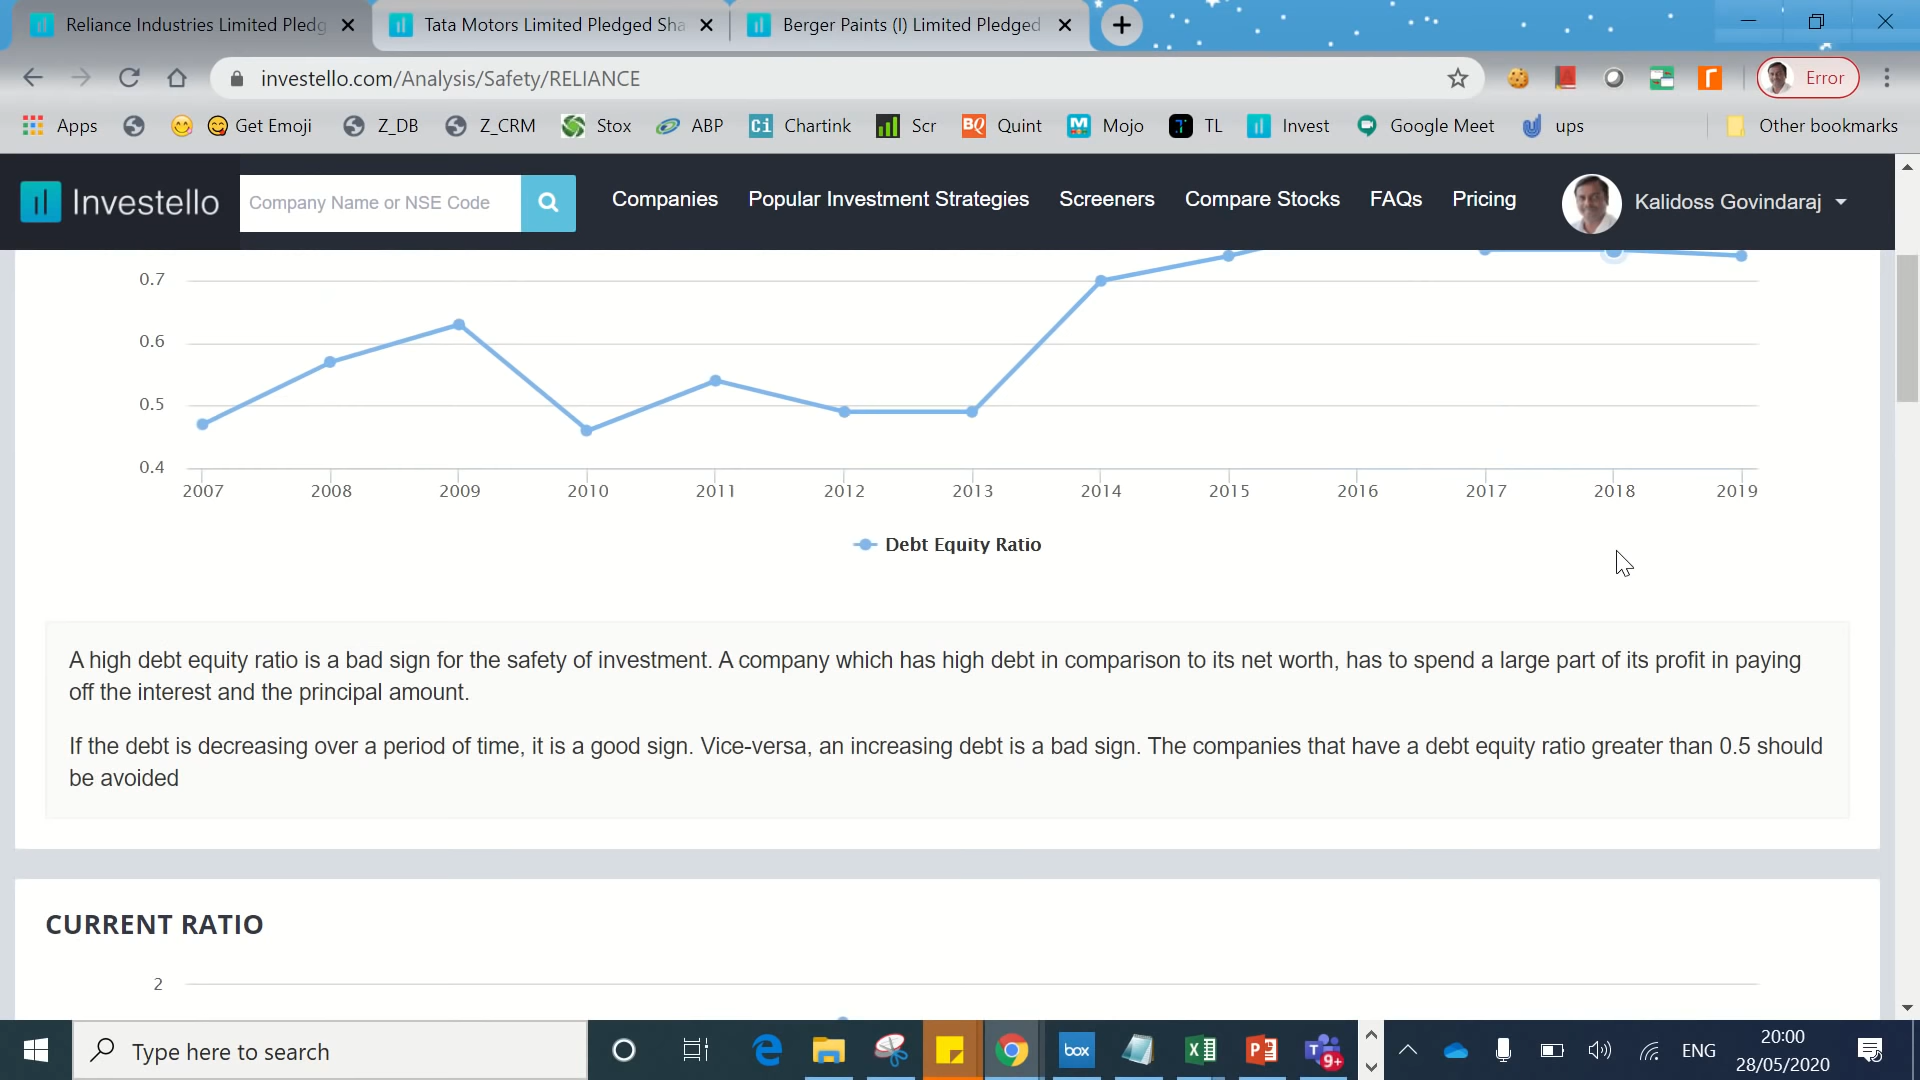 Reliance Industries Limited Pledg
Tata Motors Limited Pledged Sha
Berger Paints (I) Limited Pledged
investello.com/Analysis/Safety/RELIANCE
Error
Apps
Get Emoji
Z_DB
Z_CRM
Stox
ABP
Ci Chartink
Scr
BQ Quint
M Mojo
TL
Invest
Google Meet
ups
Other bookmarks
Investello
Company Name or NSE Code
Companies
Popular Investment Strategies
Screeners
Compare Stocks
FAQs
Pricing
Kalidoss Govindaraj
0.7
0.6
0.5
0.4
2007 2008 2009 2010 2011 2012 2013 2014 2015 2016 2017 2018 2019
Debt Equity Ratio
A high debt equity ratio is a bad sign for the safety of investment. A company which has high debt in comparison to its net worth, has to spend a large part of its profit in paying
off the interest and the principal amount.
If the debt is decreasing over a period of time, it is a good sign. Vice-versa, an increasing debt is a bad sign. The companies that have a debt equity ratio greater than 0.5 should
be avoided
CURRENT RATIO
2
Type here to search
box
9+
ENG
20:00
28/05/2020